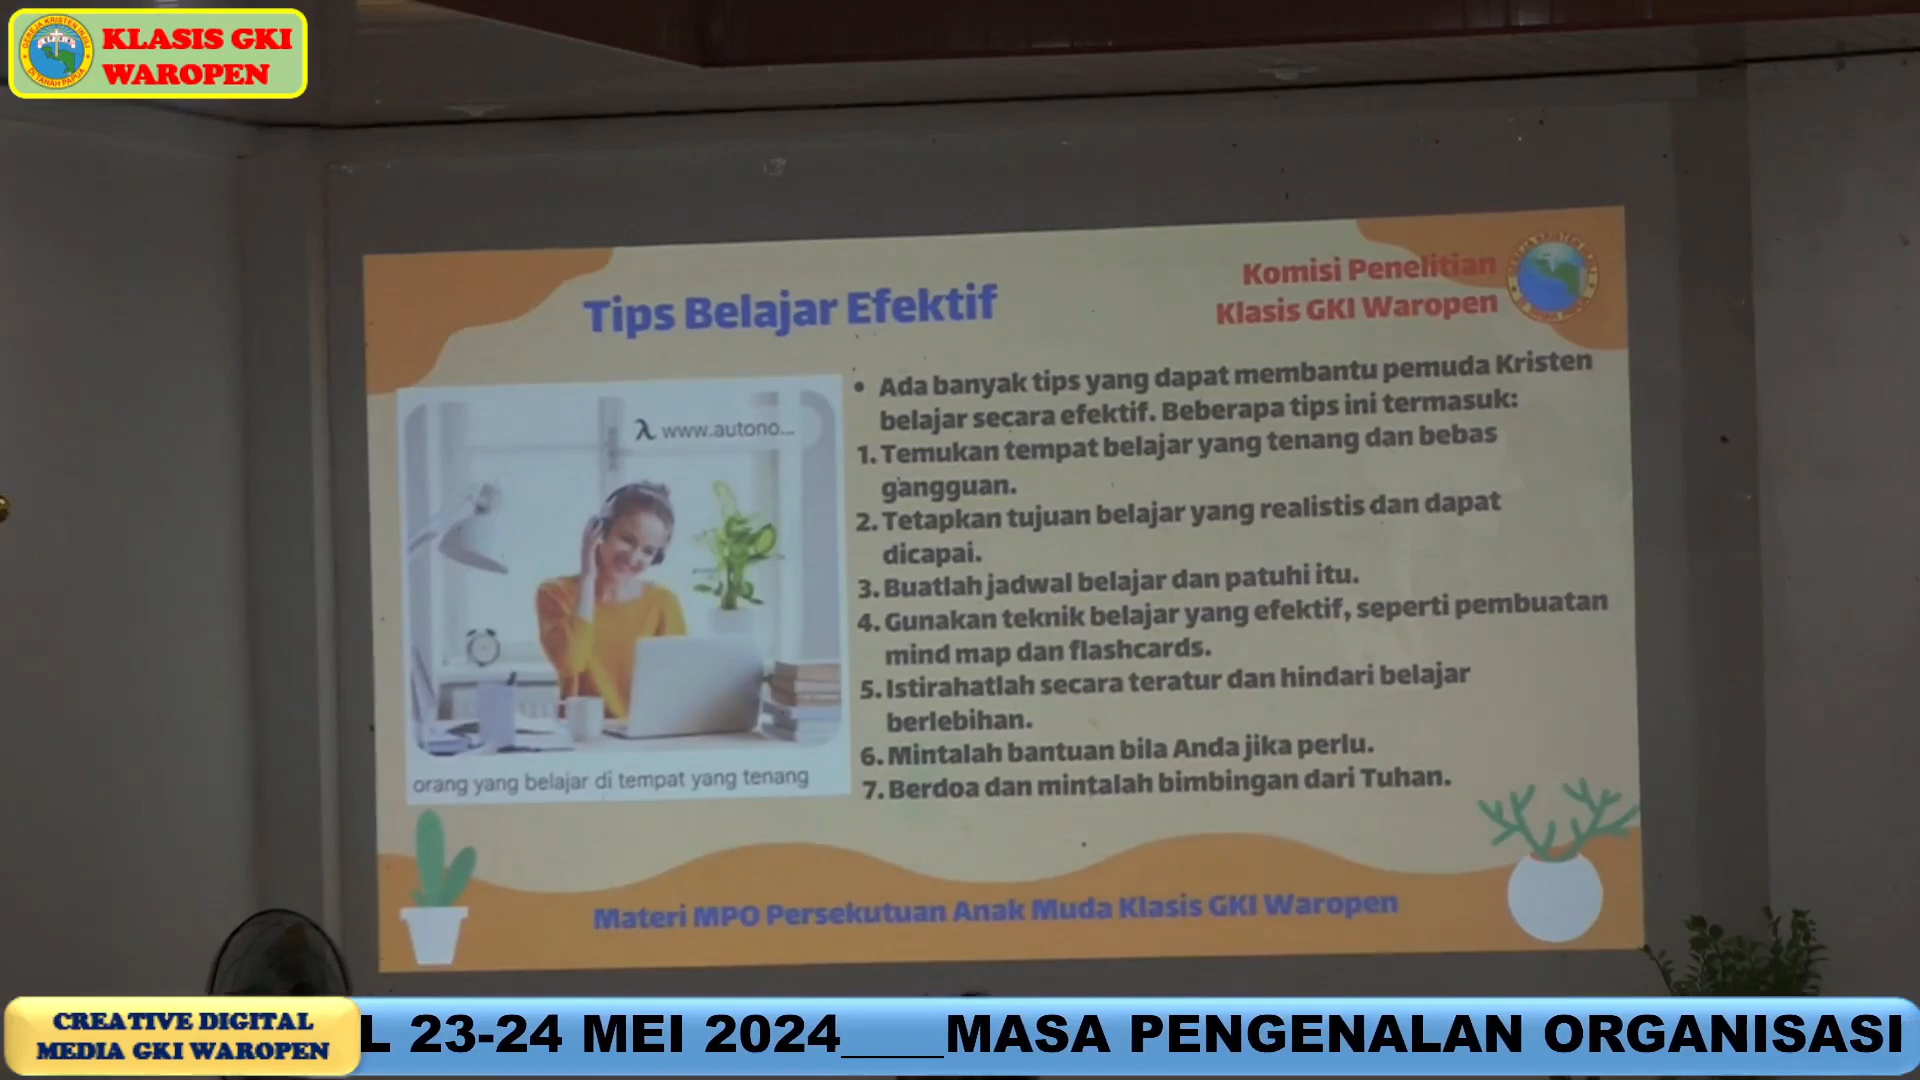 KLASIS GKI
WAROPEN
Komisi Penelitian
Klasis GKI Waropen
Tips Belajar Efektif
• Ada banyak tips yang dapat membantu pemuda Kristen
belajar secara efektif. Beberapa tips ini termasuk:
1. Temukan tempat belajar yang tenang dan bebas
gangguan.
2. Tetapkan tujuan belajar yang realistis dan dapat
dicapai.
3. Buatlah jadwal belajar dan patuhi itu.
4. Gunakan teknik belajar yang efektif, seperti pembuatan
mind map dan flashcards.
5. Istirahatlah secara teratur dan hindari belajar
berlebihan.
6. Mintalah bantuan bila Anda jika perlu.
7. Berdoa dan mintalah bimbingan dari Tuhan.
www.autono...
orang yang belajar di tempat yang tenang
Materi MPO Persekutuan Anak Muda Klasis GKI Waropen
CREATIVE DIGITAL
MEDIA GKI WAROPEN
L 23-24 MEI 2024____MASA PENGENALAN ORGANISASI